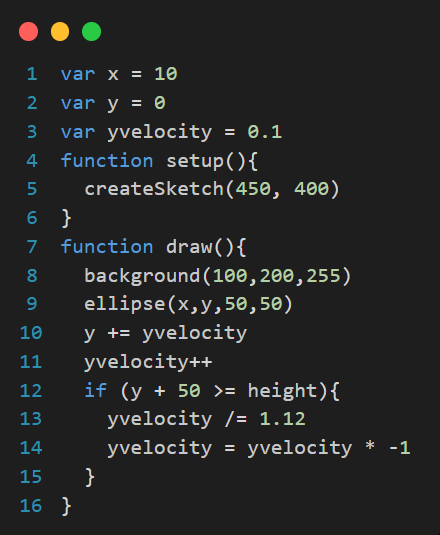 1 var x = 10
2 var y = 0
3 var yvelocity = 0.1
4 function setup(){
5   createSketch(450, 400)
6 }
7 function draw(){
8   background(100,200,255)
9   ellipse(x,y,50,50)
10   y += yvelocity
11   yvelocity++
12   if (y + 50 >= height){
13     yvelocity /= 1.12
14     yvelocity = yvelocity * -1
15   }
16 }